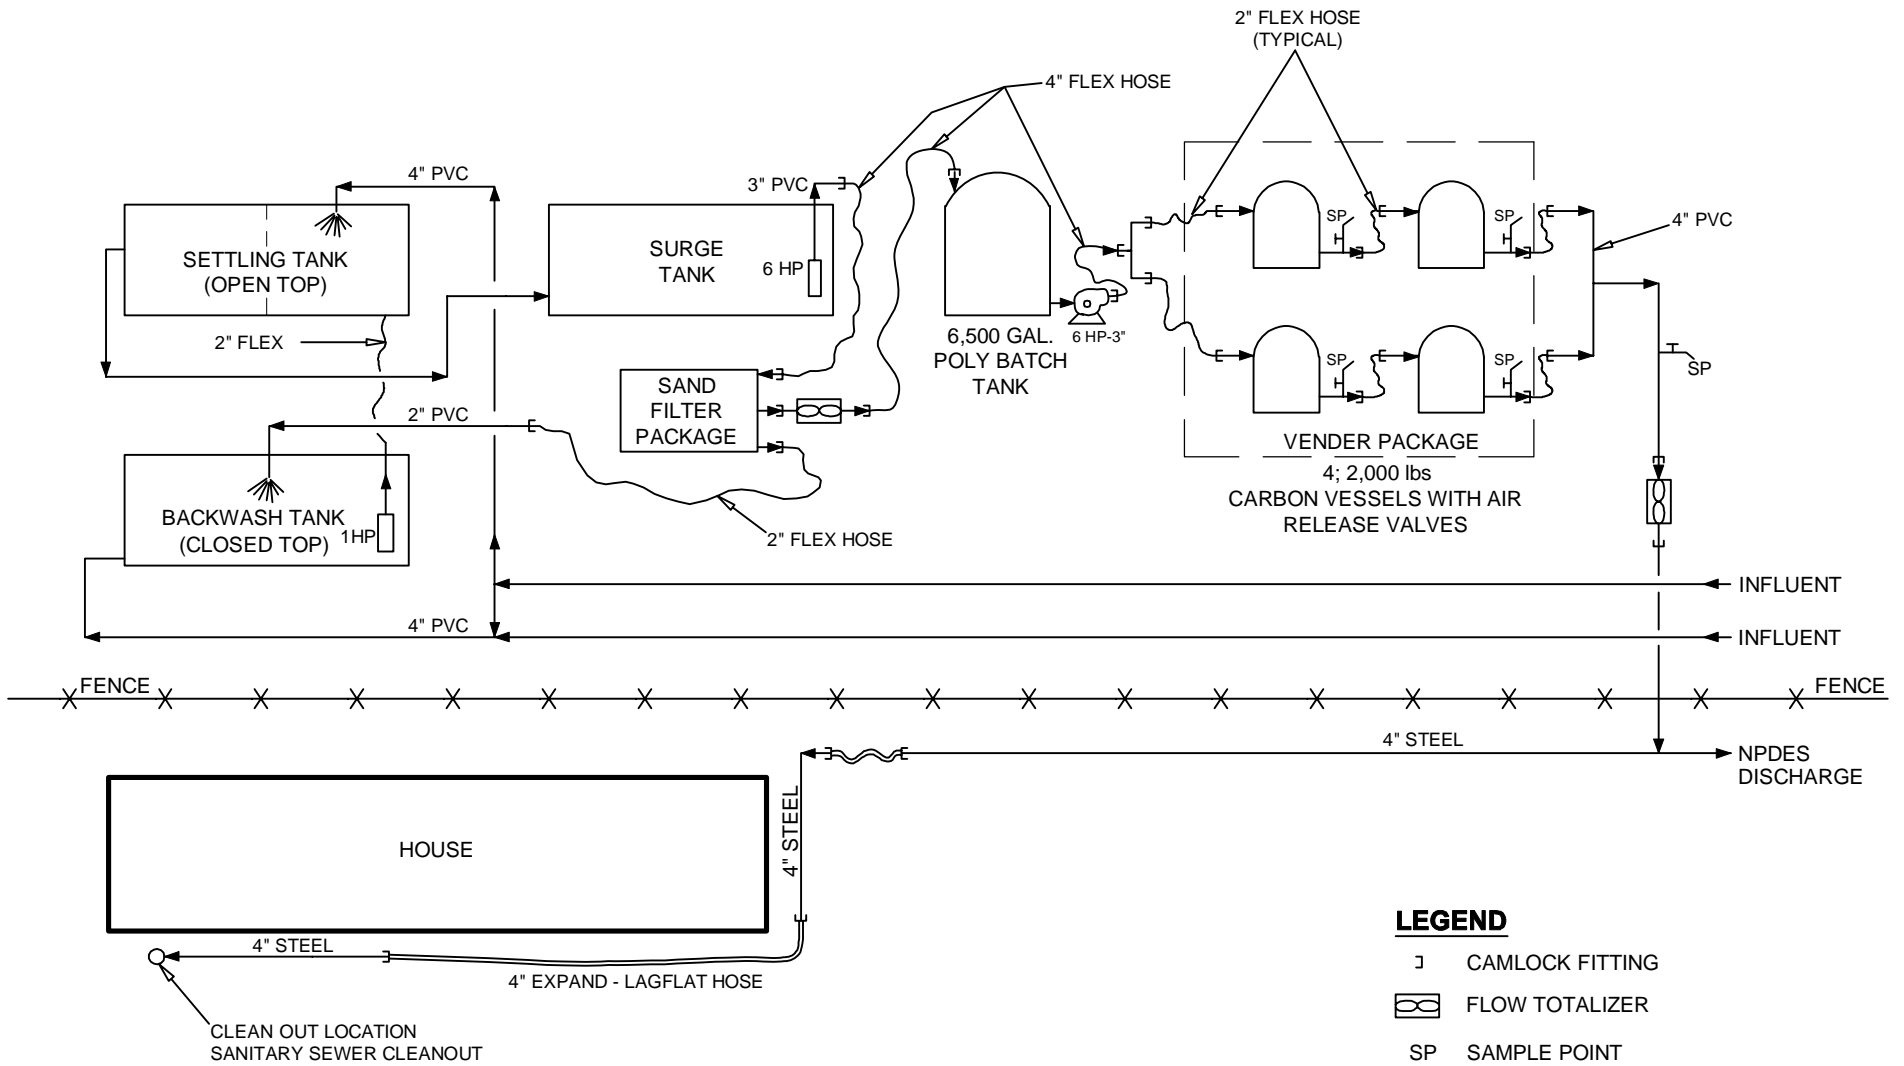 2" FLEX HOSE
(TYPICAL)
4" FLEX HOSE
4" PVC
3" PVC
SETTLING TANK
(OPEN TOP)
SURGE
TANK
6 HP
SP
SP
4" PVC
2" FLEX
6,500 GAL.
POLY BATCH
TANK
6 HP-3"
SP
SP
SP
SAND
FILTER
PACKAGE
2" PVC
VENDER PACKAGE
4; 2,000 lbs
CARBON VESSELS WITH AIR
RELEASE VALVES
BACKWASH TANK
(CLOSED TOP)
1HP
2" FLEX HOSE
INFLUENT
4" PVC
INFLUENT
FENCE
FENCE
4" STEEL
NPDES
DISCHARGE
4" STEEL
HOUSE
4" STEEL
4" EXPAND - LAGFLAT HOSE
CLEAN OUT LOCATION
SANITARY SEWER CLEANOUT
LEGEND
CAMLOCK FITTING
FLOW TOTALIZER
SP SAMPLE POINT